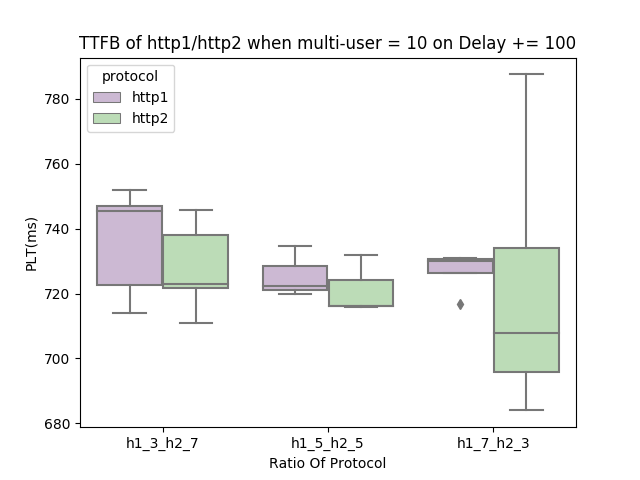 TTFB of http1/http2 when multi-user = 10 on Delay += 100
protocol
http1
http2
PLT(ms)
780
760
740
720
700
680
h1_3_h2_7
h1_5_h2_5
h1_7_h2_3
Ratio Of Protocol